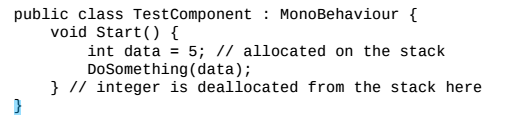 public class TestComponent : MonoBehaviour {
    void Start() {
        int data = 5; // allocated on the stack
        DoSomething(data);
    } // integer is deallocated from the stack here
}